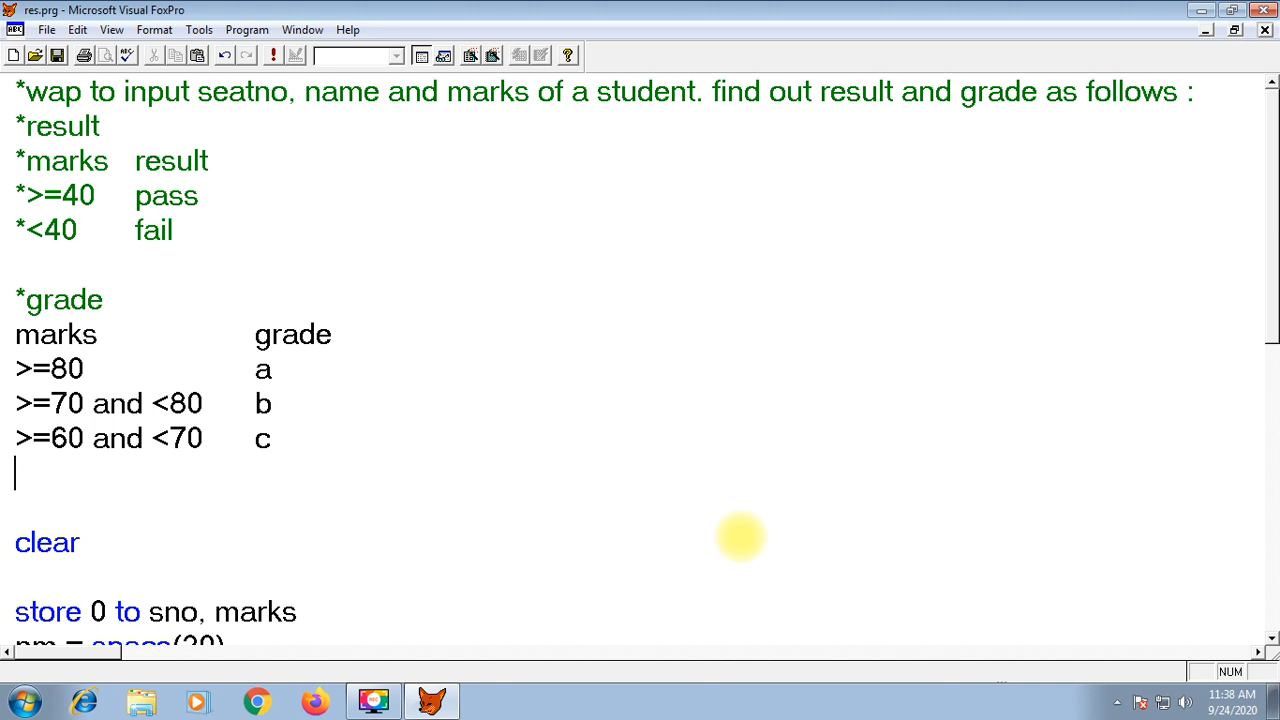 res.prg - Microsoft Visual FoxPro
File Edit View Format Tools Program Window Help
*wap to input seatno, name and marks of a student. find out result and grade as follows :
*result
*marks result
*>=40 pass
*<40 fail
*grade
marks grade
>=80 a
>=70 and <80 b
>=60 and <70 c
clear
store 0 to sno, marks
nm = space(20)
NUM
11:38 AM
9/24/2020